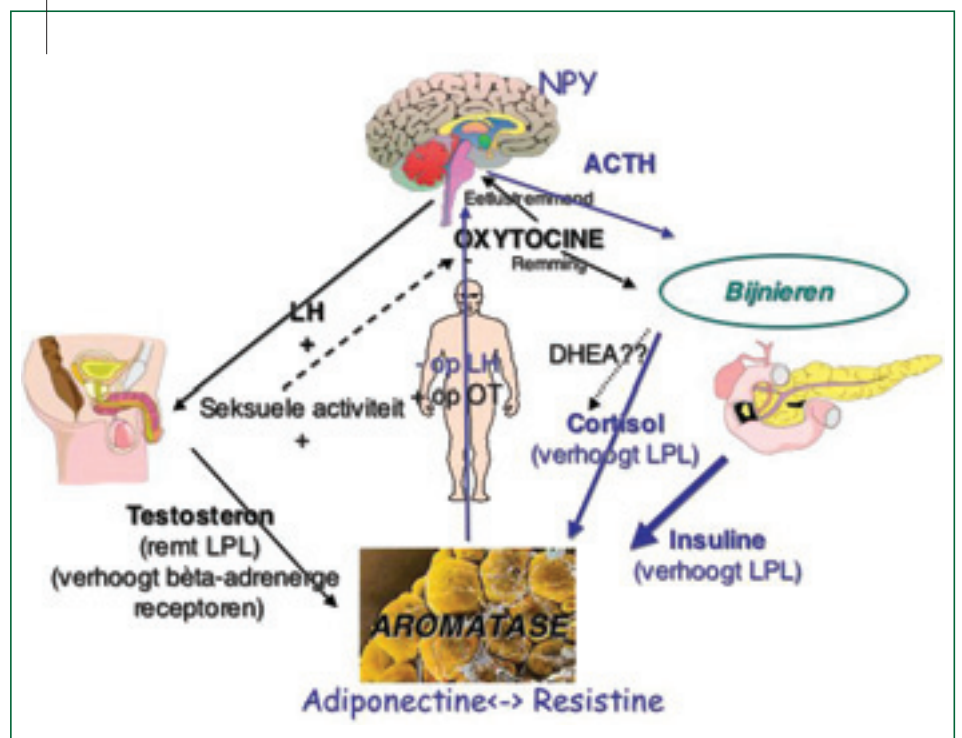 NPY
ACTH
Eetlustremmend
OXYTOCINE
Remming
-
Bijnieren
LH
+
DHEA??
- op LH
+ op OT
Seksuele activiteit
+
Cortisol
(verhoogt LPL)
Testosteron
(remt LPL)
(verhoogt bèta-adrenerge
receptoren)
Insuline
(verhoogt LPL)
AROMATASE
Adiponectine<-> Resistine